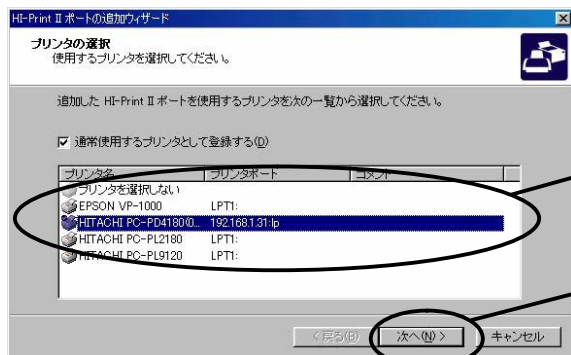 HI-Print Ⅱ ポートの追加ウィザード
プリンタの選択
使用するプリンタを選択してください。
追加した HI-Print Ⅱ ポートを使用するプリンタを次の一覧から選択してください。
通常使用するプリンタとして登録する(D)
プリンタ名 プリンタポート コメント
プリンタを選択しない
EPSON VP-1000 LPT1:
HITACHI PC-PD4180(0... 192.168.1.31:lp
HITACHI PC-PL2180 LPT1:
HITACHI PC-PL9120 LPT1:
< 戻る(B) 次へ(N) > キャンセル